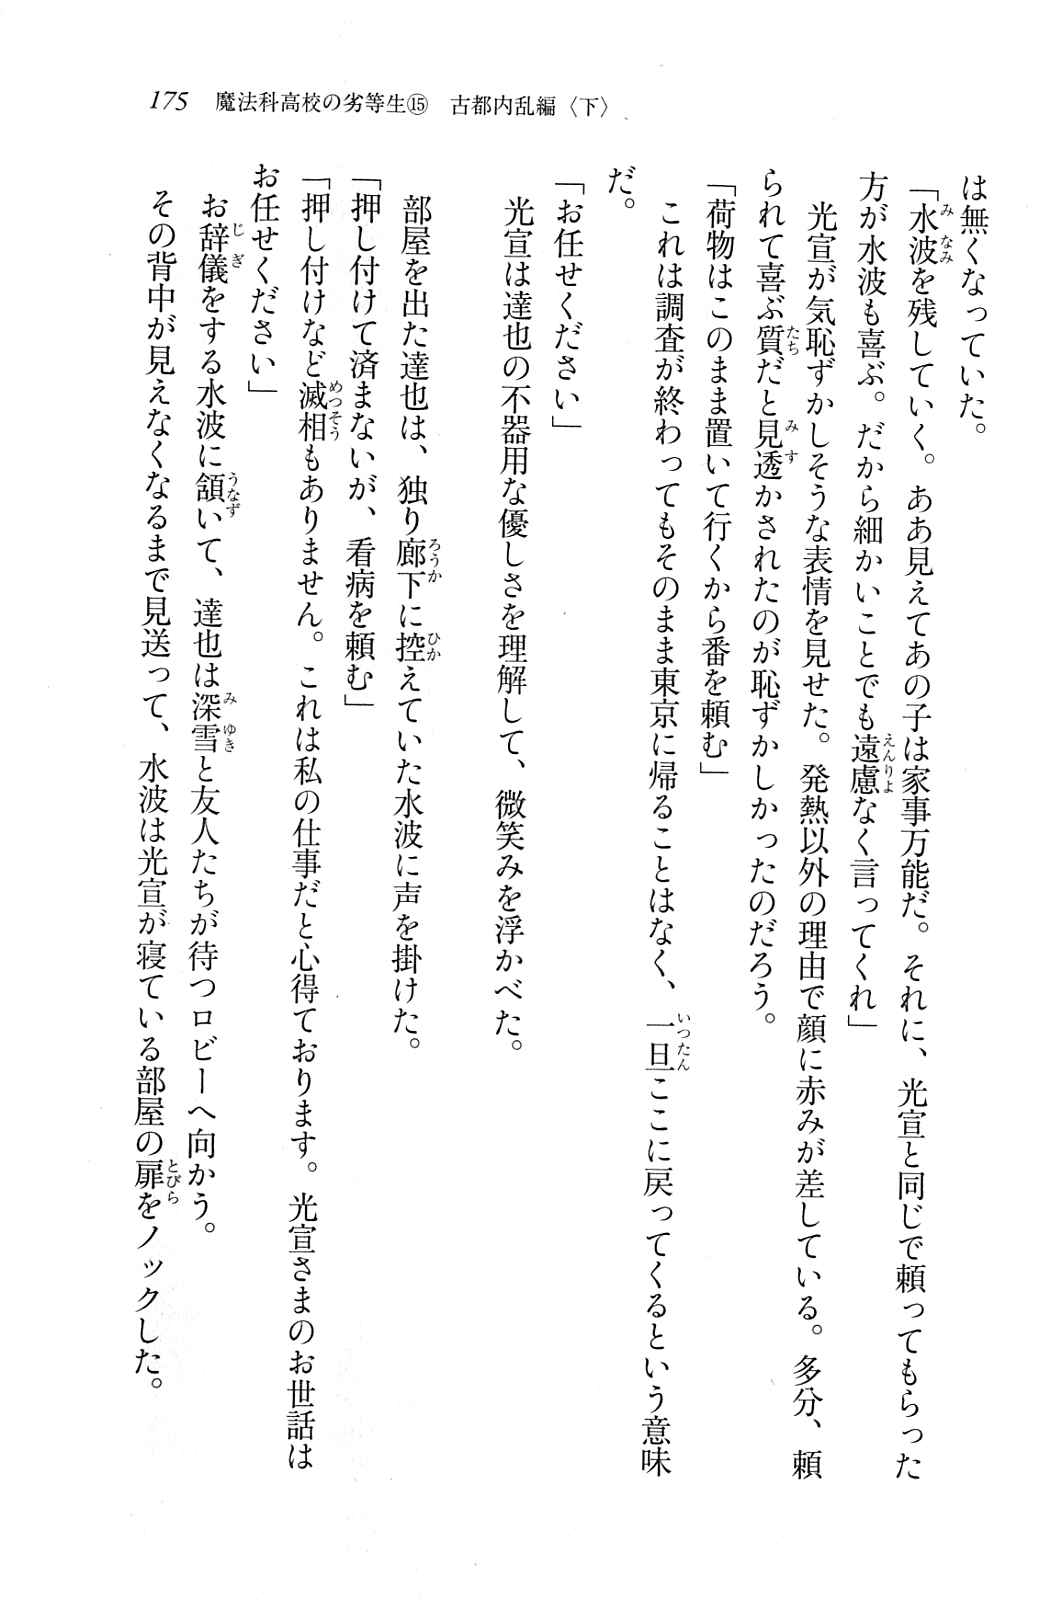 175 魔法科高校の劣等生⑮ 古都内乱編〈下〉
は無くなっていた。
「水波を残していく。ああ見えてあの子は家事万能だ。それに、光宣と同じで頼ってもらった
方が水波も喜ぶ。だから細かいことでも遠慮なく言ってくれ」
光宣が気恥ずかしそうな表情を見せた。発熱以外の理由で顔に赤みが差している。多分、頼
られて喜ぶ質だと見透かされたのが恥ずかしかったのだろう。
「荷物はこのまま置いて行くから番を頼む」
これは調査が終わってもそのまま東京に帰ることはなく、一旦ここに戻ってくるという意味
だ。
「お任せください」
光宣は達也の不器用な優しさを理解して、微笑みを浮かべた。
部屋を出た達也は、独り廊下に控えていた水波に声を掛けた。
「押し付けて済まないが、看病を頼む」
「押し付けなど滅相もありません。これは私の仕事だと心得ております。光宣さまのお世話は
お任せください」
お辞儀をする水波に頷いて、達也は深雪と友人たちが待つロビーへ向かう。
その背中が見えなくなるまで見送って、水波は光宣が寝ている部屋の扉をノックした。